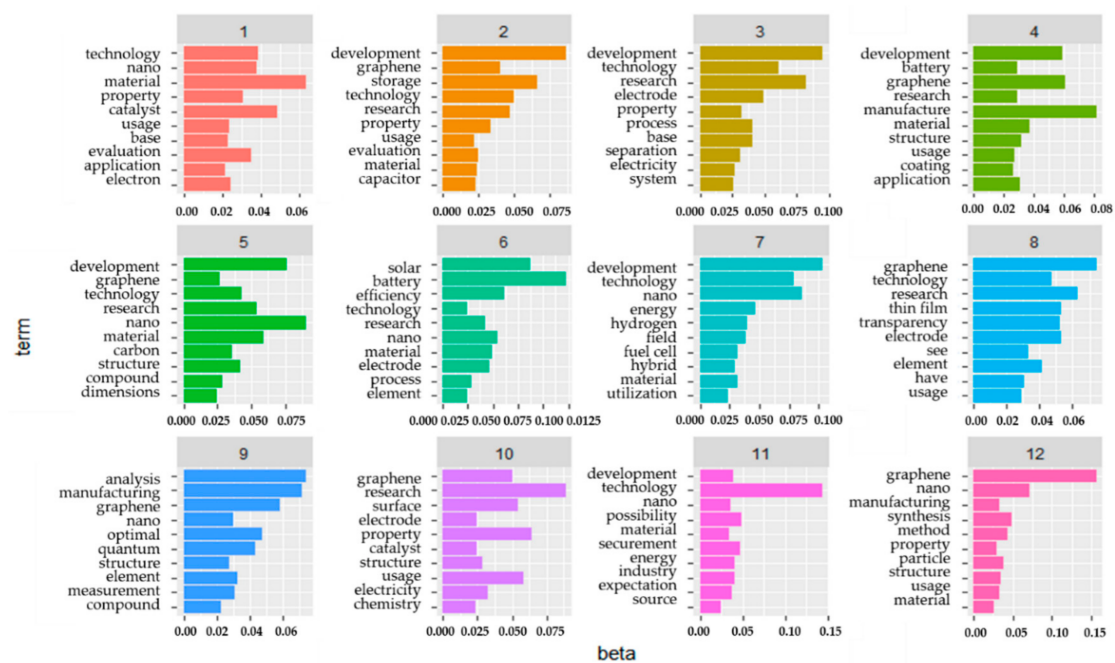 1
technology
nano
material
property
catalyst
usage
base
evaluation
application
electron
0.00 0.02 0.04 0.06
2
development
graphene
storage
technology
research
property
usage
evaluation
material
capacitor
0.000 0.025 0.050 0.075
3
development
technology
research
electrode
property
process
base
separation
electricity
system
0.000 0.025 0.050 0.075 0.100
4
development
battery
graphene
research
manufacture
material
structure
usage
coating
application
0.00 0.02 0.04 0.06 0.08
5
development
graphene
technology
research
nano
material
carbon
structure
compound
dimensions
0.000 0.025 0.050 0.075
6
solar
battery
efficiency
technology
research
nano
material
electrode
process
element
0.000 0.025 0.050 0.075 0.100 0.0125
7
development
technology
nano
energy
hydrogen
field
fuel cell
hybrid
material
utilization
0.000 0.025 0.050 0.075 0.100
8
graphene
technology
research
thin film
transparency
electrode
see
element
have
usage
0.00 0.02 0.04 0.06
9
analysis
manufacturing
graphene
nano
optimal
quantum
structure
element
measurement
compound
0.00 0.02 0.04 0.06
10
graphene
research
surface
electrode
property
catalyst
structure
usage
electricity
chemistry
0.000 0.025 0.050 0.075
11
development
technology
nano
possibility
material
securement
energy
industry
expectation
source
0.00 0.05 0.10 0.15
12
graphene
nano
manufacturing
synthesis
method
property
particle
structure
usage
material
0.00 0.05 0.10 0.15
term
beta